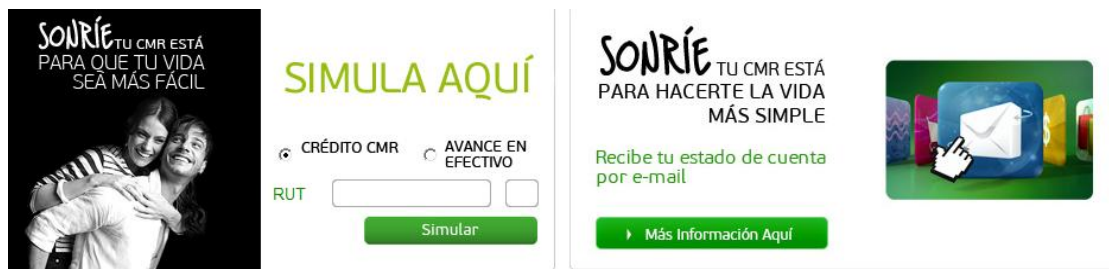 SONRÍE TU CMR ESTÁ
PARA QUE TU VIDA
SEA MÁS FÁCIL
SIMULA AQUÍ
CRÉDITO CMR
AVANCE EN
EFECTIVO
RUT
Simular
SONRÍE TU CMR ESTÁ
PARA HACERTE LA VIDA
MÁS SIMPLE
Recibe tu estado de cuenta
por e-mail
Más Información Aquí